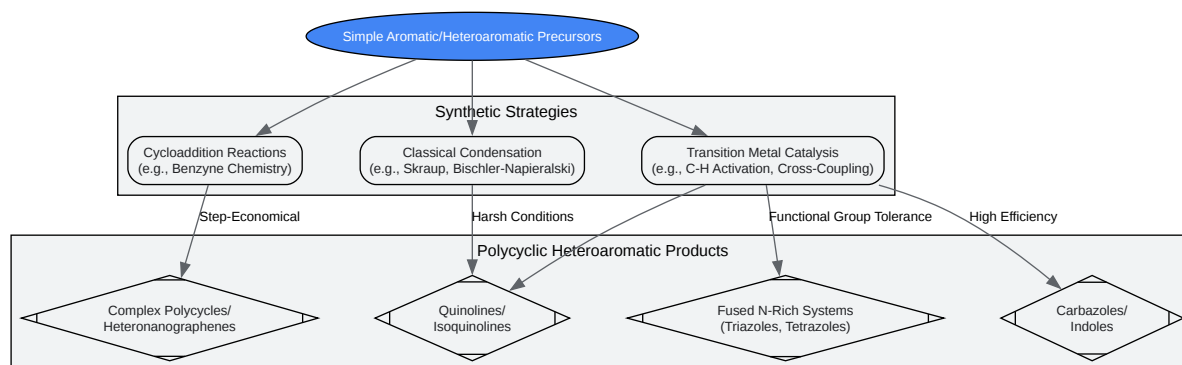 Simple Aromatic/Heteroaromatic Precursors
Synthetic Strategies
Cycloaddition Reactions
(e.g., Benzyne Chemistry)
Classical Condensation
(e.g., Skraup, Bischler-Napieralski)
Transition Metal Catalysis
(e.g., C-H Activation, Cross-Coupling)
Step-Economical
Harsh Conditions
Functional Group Tolerance
High Efficiency
Polycyclic Heteroaromatic Products
Complex Polycycles/
Heteronanographenes
Quinolines/
Isoquinolines
Fused N-Rich Systems
(Triazoles, Tetrazoles)
Carbazoles/
Indoles